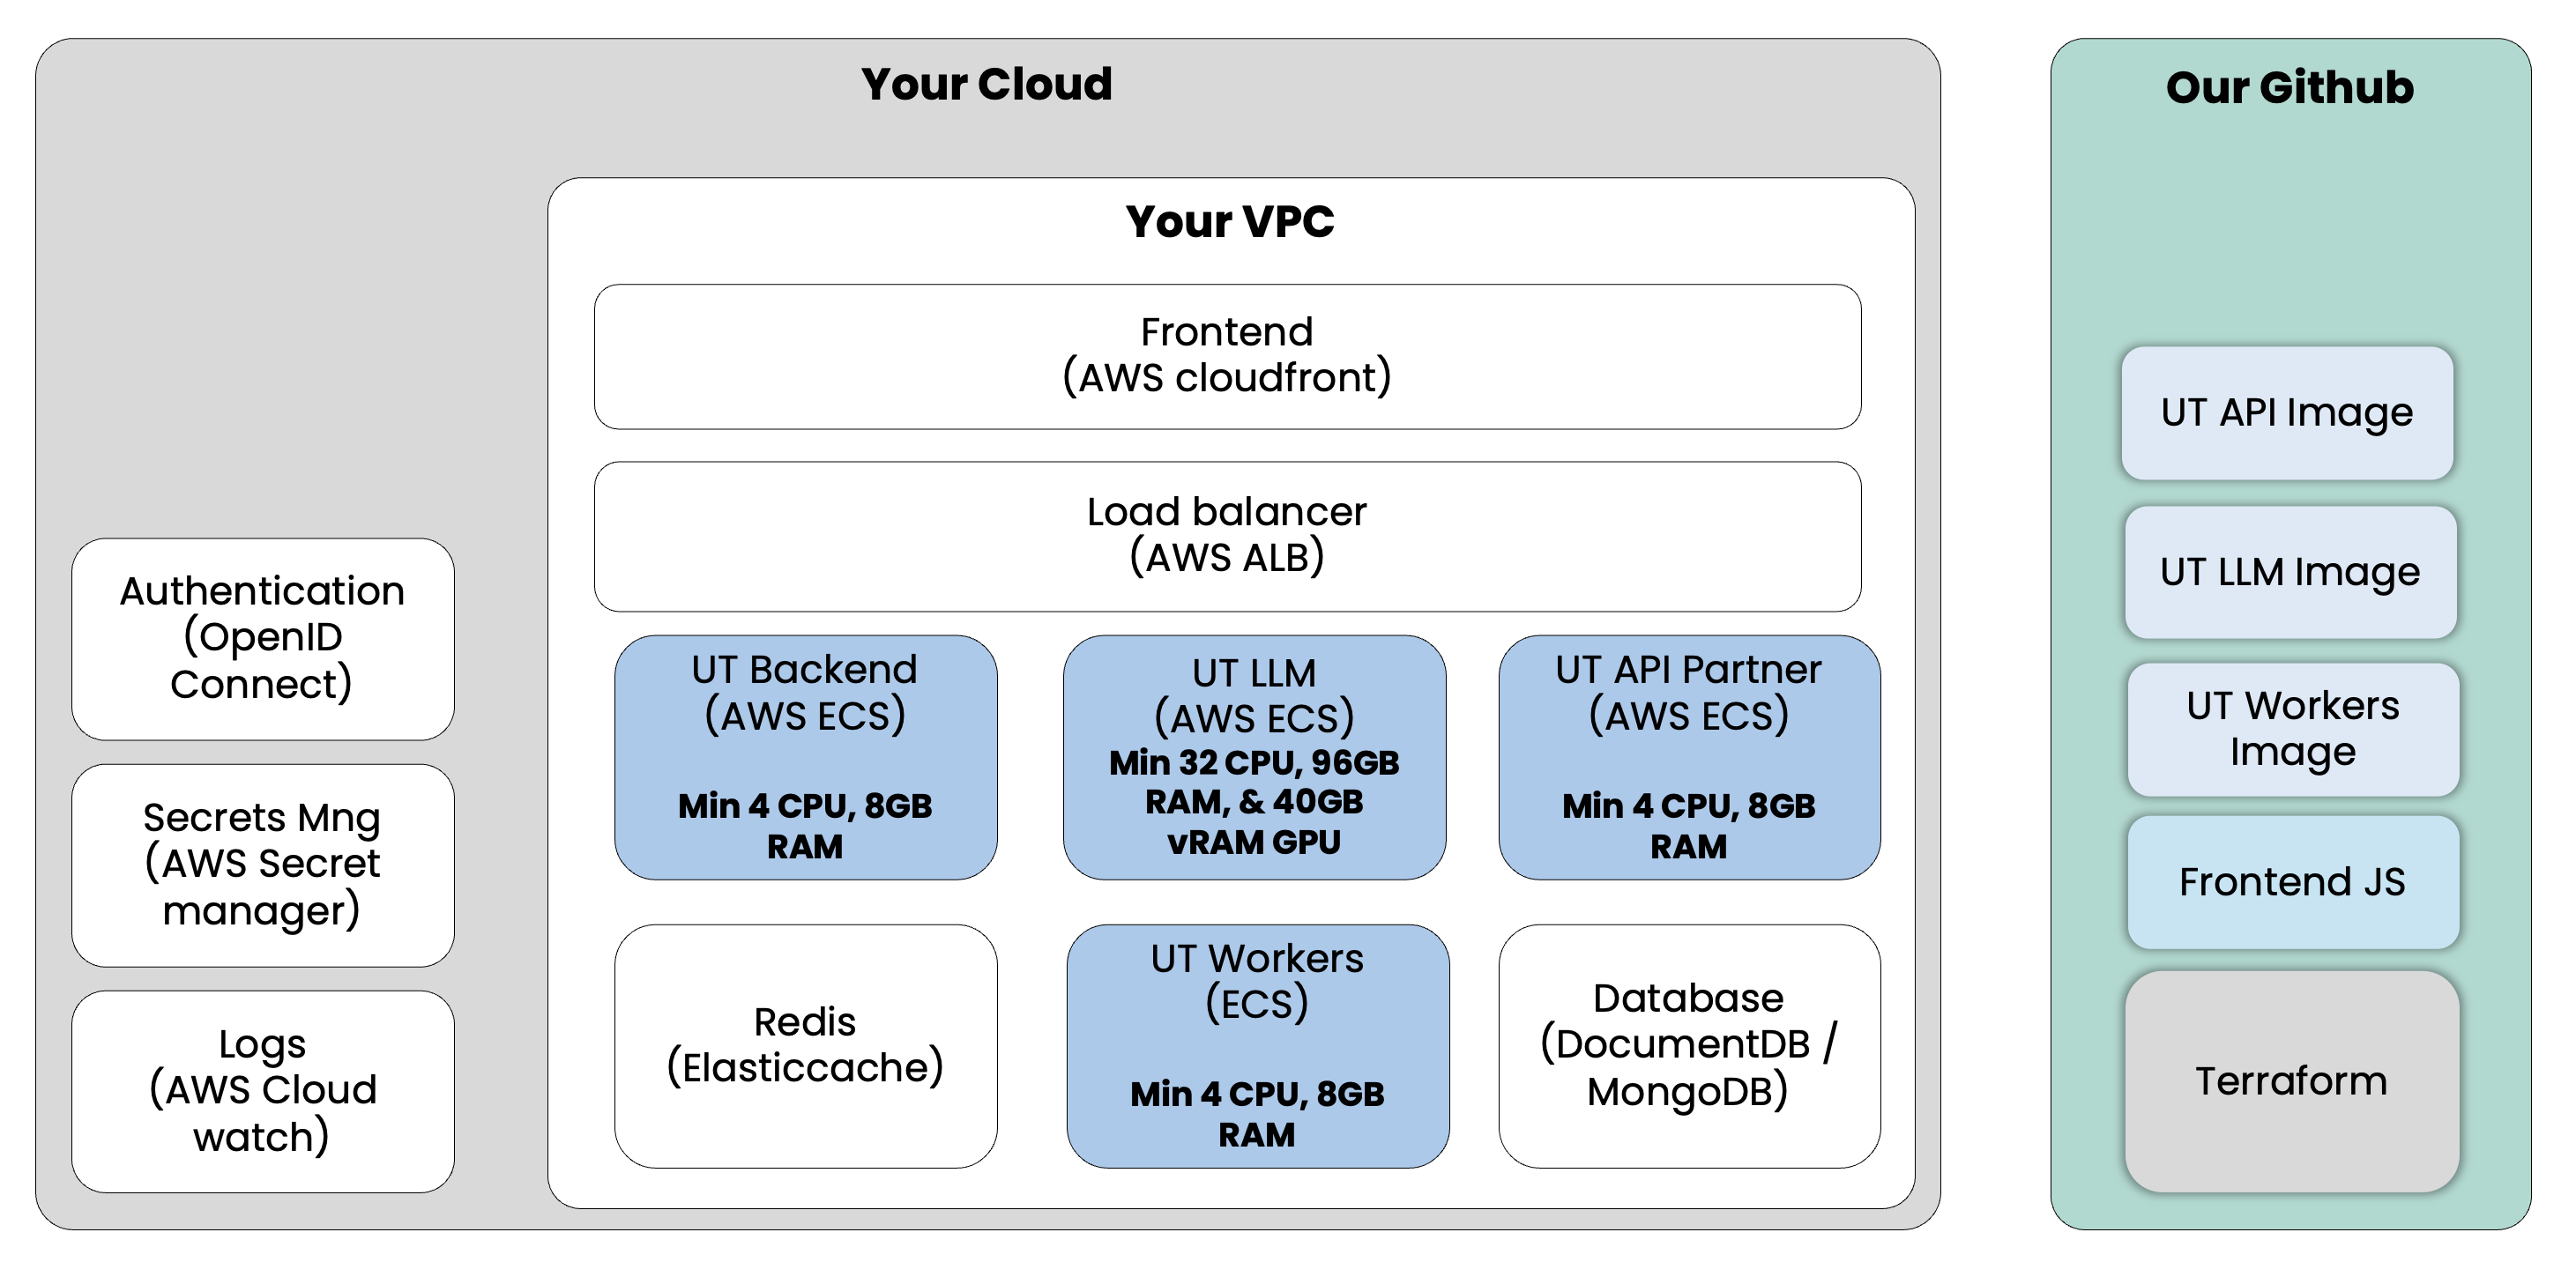 Your Cloud
Your VPC
Frontend
(AWS cloudfront)
Load balancer
(AWS ALB)
Authentication
(OpenID
Connect)
Secrets Mng
(AWS Secret
manager)
Logs
(AWS Cloud
watch)
UT Backend
(AWS ECS)
Min 4 CPU, 8GB
RAM
UT LLM
(AWS ECS)
Min 32 CPU, 96GB
RAM, & 40GB
vRAM GPU
UT API Partner
(AWS ECS)
Min 4 CPU, 8GB
RAM
Redis
(Elasticcache)
UT Workers
(ECS)
Min 4 CPU, 8GB
RAM
Database
(DocumentDB /
MongoDB)
Our Github
UT API Image
UT LLM Image
UT Workers
Image
Frontend JS
Terraform